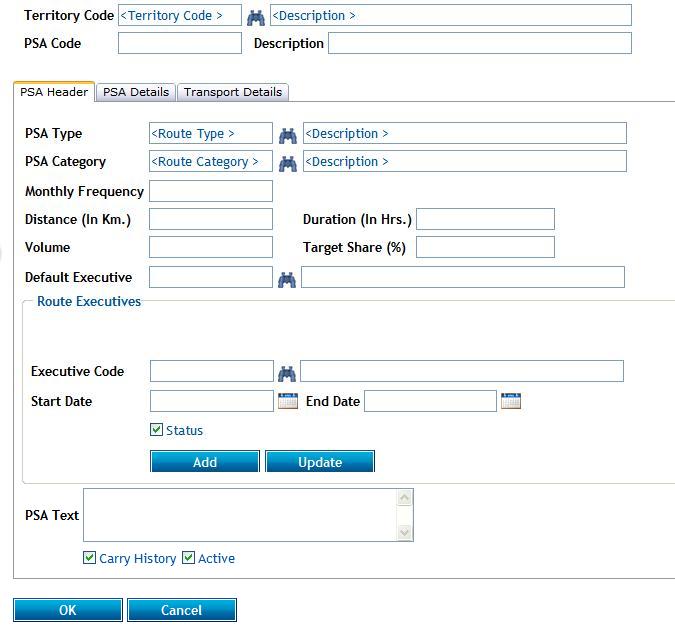 Territory Code <Territory Code > <Description >
PSA Code Description
PSA Header PSA Details Transport Details
PSA Type <Route Type > <Description >
PSA Category <Route Category > <Description >
Monthly Frequency
Distance (In Km.) Duration (In Hrs.)
Volume Target Share (%)
Default Executive
Route Executives
Executive Code
Start Date End Date
Status
Add Update
PSA Text
Carry History Active
OK Cancel